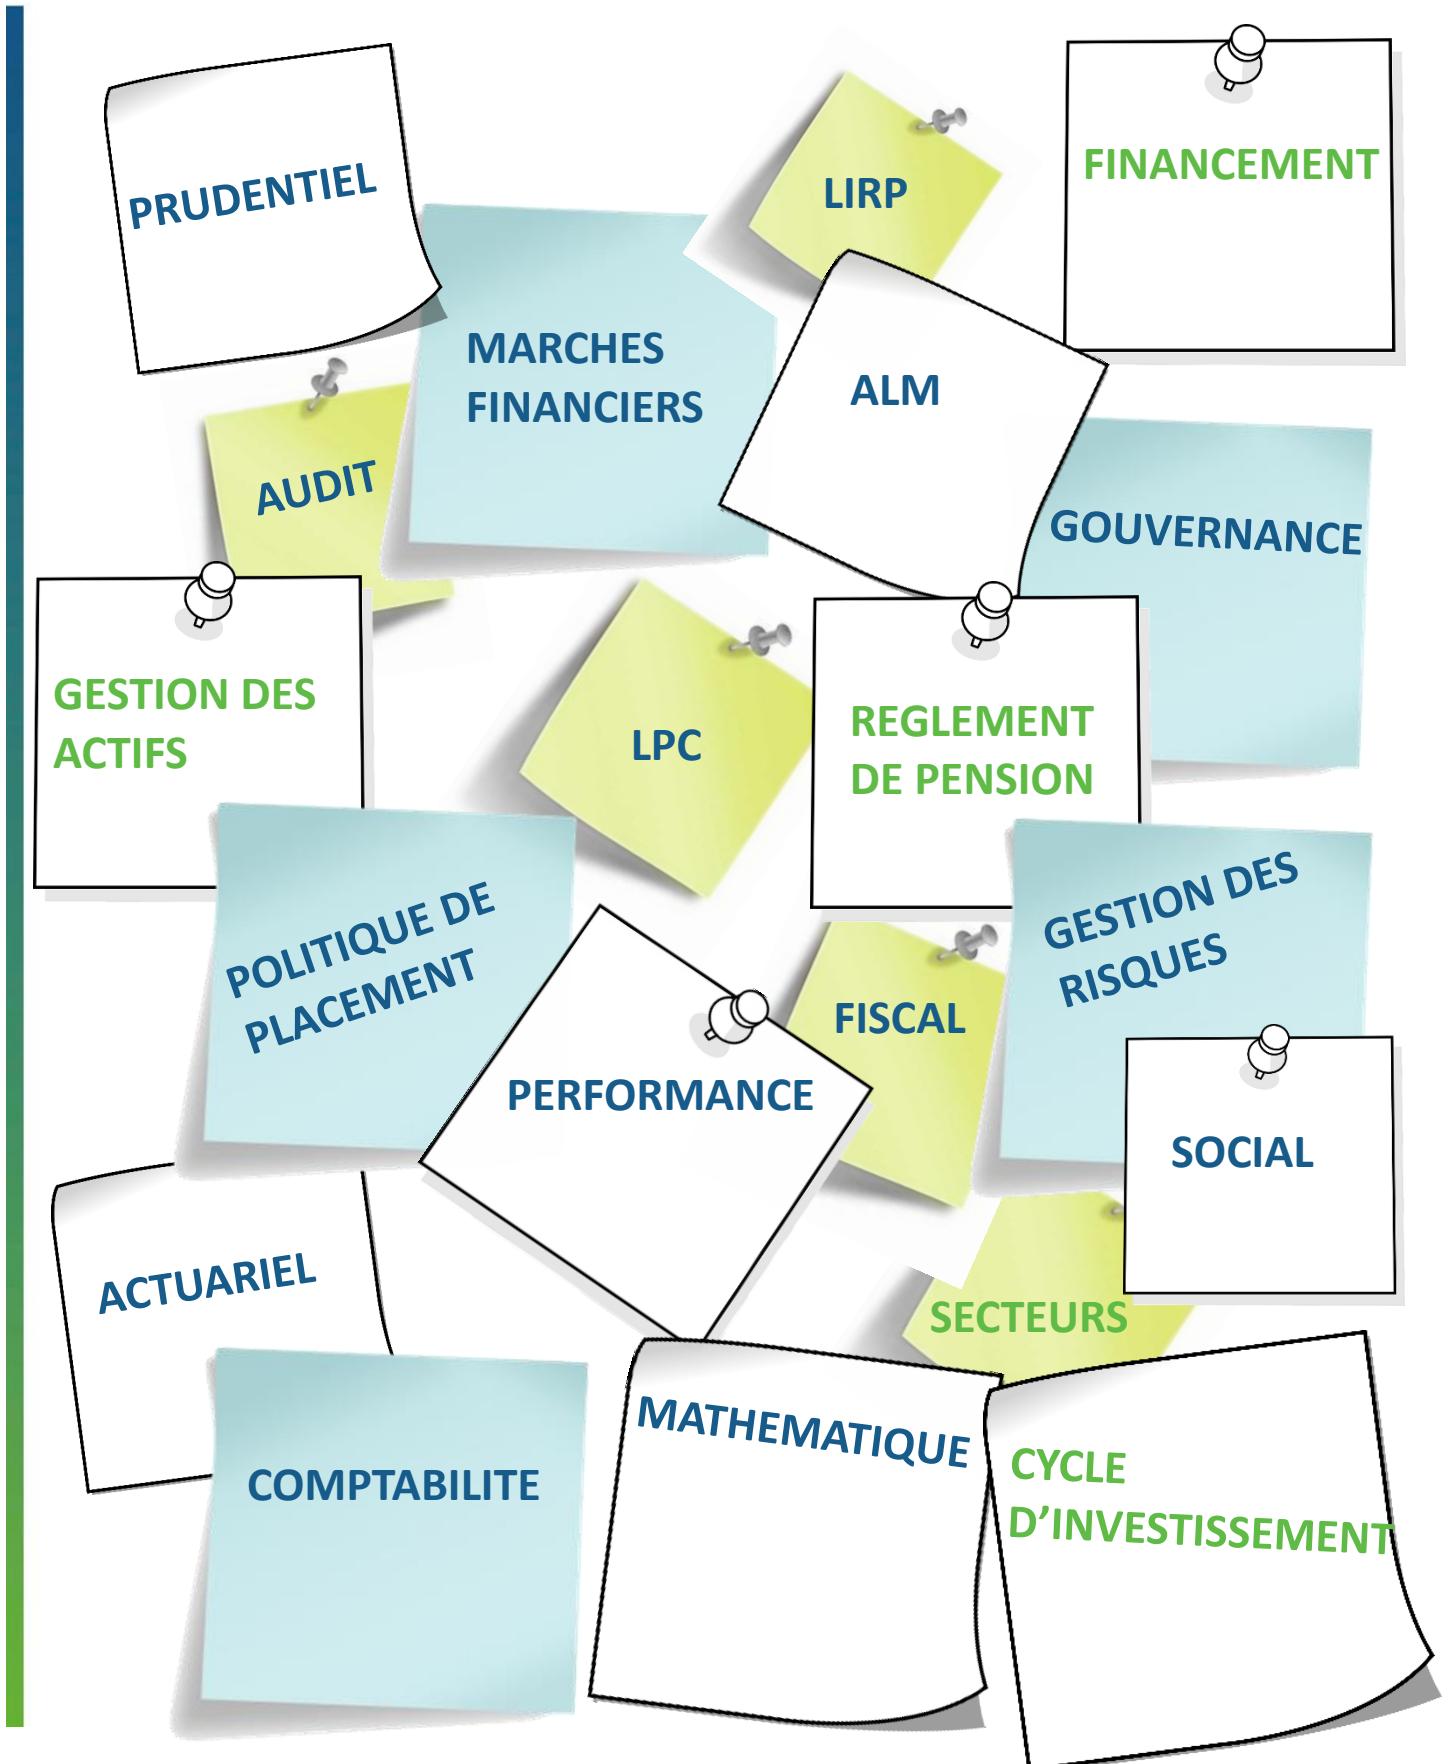 PRUDENTIEL
LIRP
FINANCEMENT
MARCHES
FINANCIERS
ALM
AUDIT
GOUVERNANCE
GESTION DES
ACTIFS
LPC
REGLEMENT
DE PENSION
POLITIQUE DE
PLACEMENT
GESTION DES
RISQUES
FISCAL
PERFORMANCE
SOCIAL
ACTUARIEL
SECTEURS
MATHEMATIQUE
COMPTABILITE
CYCLE
D’INVESTISSEMENT